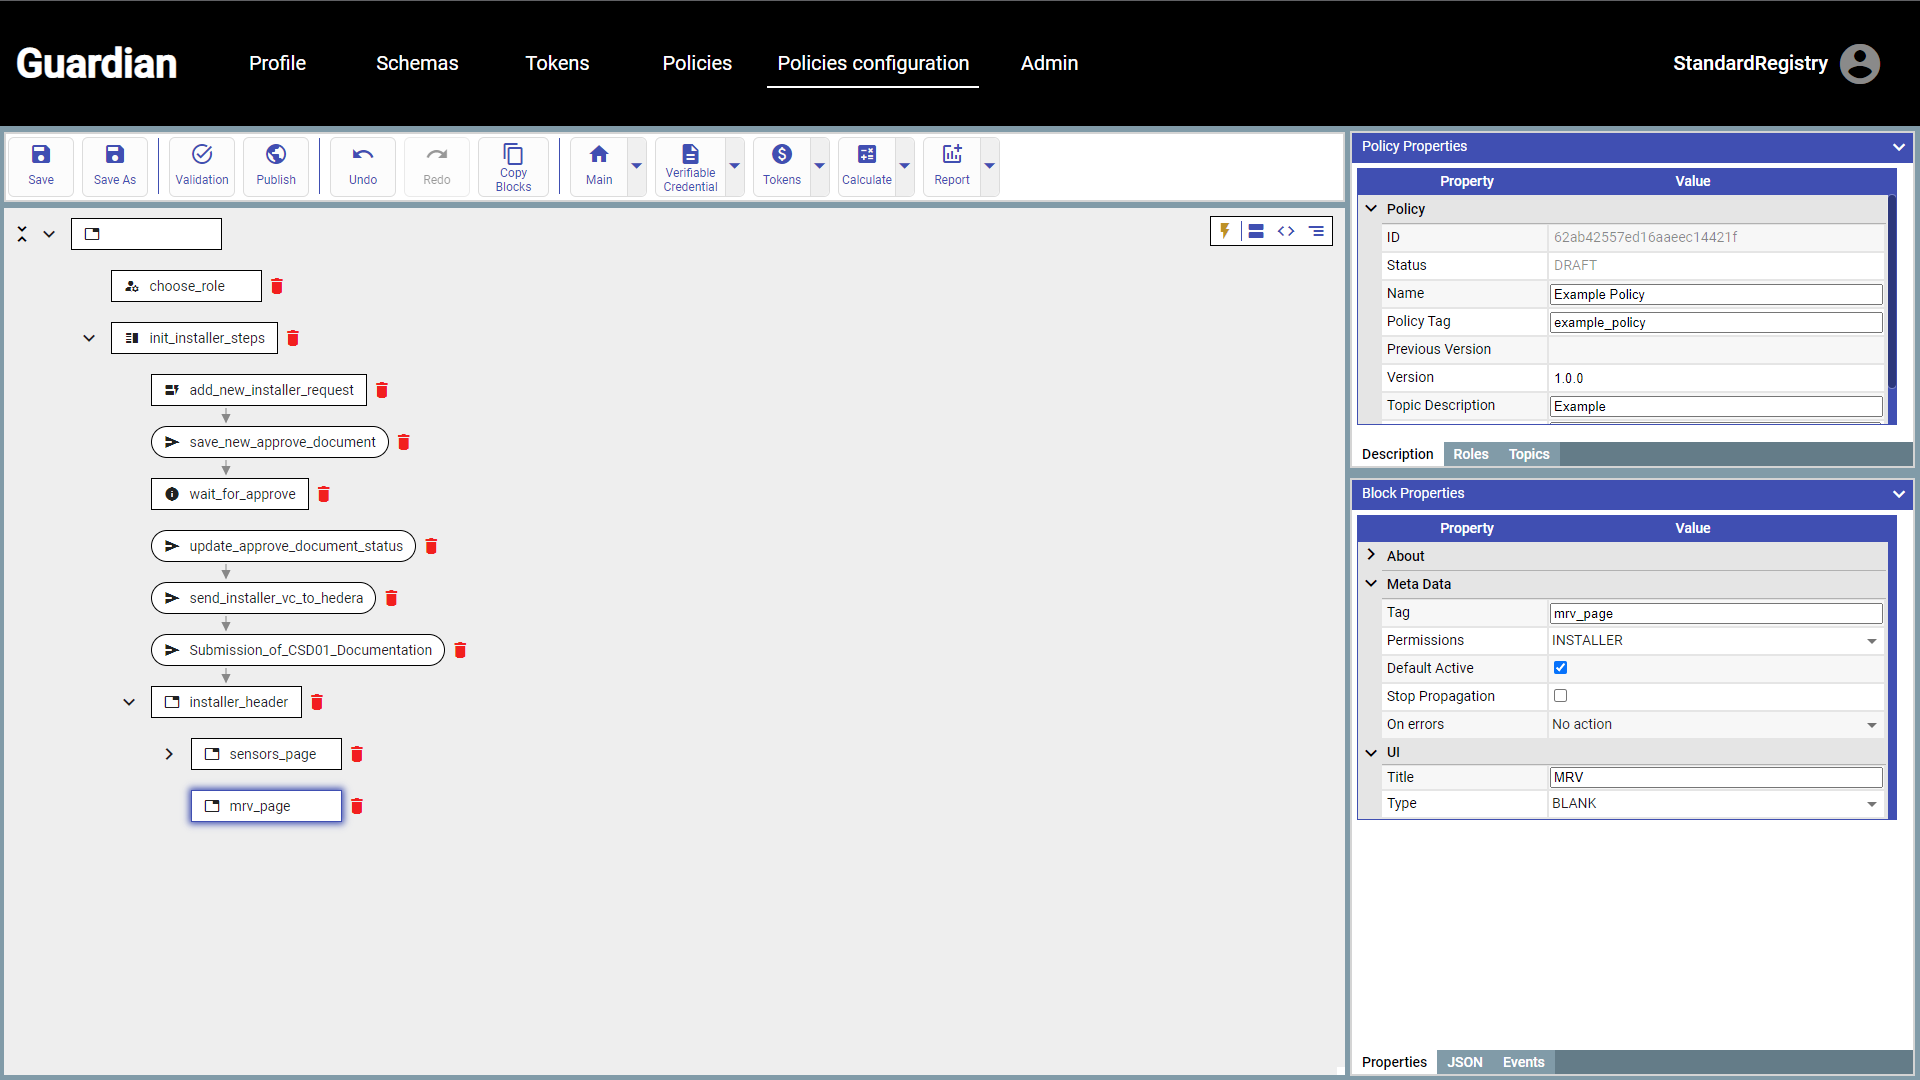 Guardian
Profile
Schemas
Tokens
Policies
Policies configuration
Admin
StandardRegistry
Save
Save As
Validation
Publish
Undo
Redo
Copy
Blocks
Main
Verifiable
Credential
Tokens
Calculate
Report
choose_role
init_installer_steps
add_new_installer_request
save_new_approve_document
wait_for_approve
update_approve_document_status
send_installer_vc_to_hedera
Submission_of_CSD01_Documentation
installer_header
sensors_page
mrv_page
Policy Properties
Property Value
Policy
ID 62ab42557ed16aaeec14421f
Status DRAFT
Name Example Policy
Policy Tag example_policy
Previous Version
Version 1.0.0
Topic Description Example
Description Roles Topics
Block Properties
Property Value
About
Meta Data
Tag mrv_page
Permissions INSTALLER
Default Active
Stop Propagation
On errors No action
UI
Title MRV
Type BLANK
Properties JSON Events